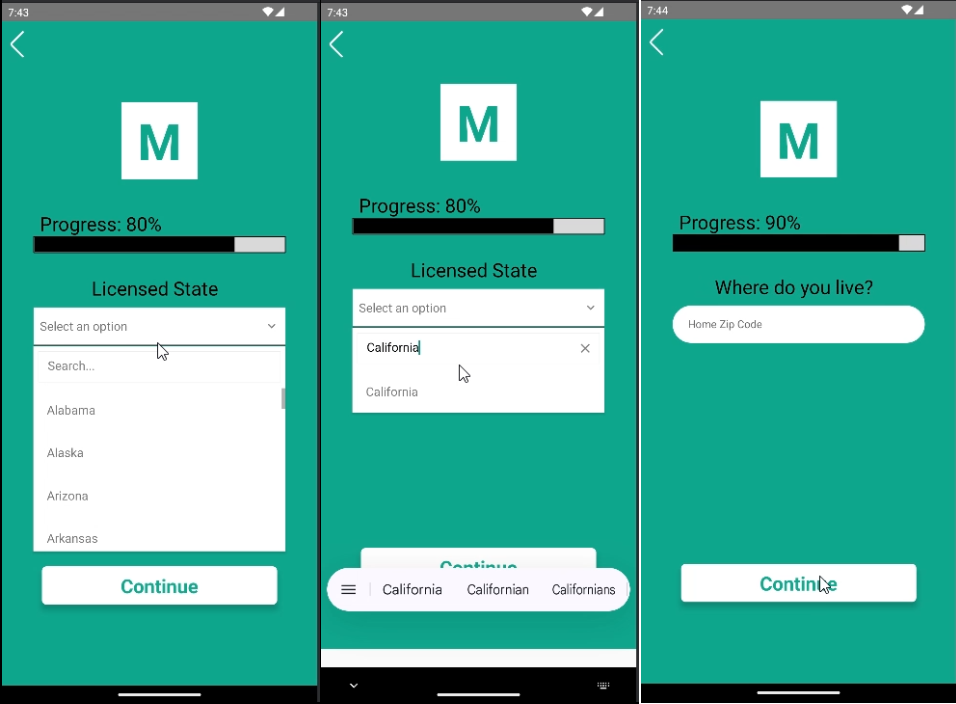 7:43
M
Progress: 80%
Licensed State
Select an option
Search...
Alabama
Alaska
Arizona
Arkansas
Continue
7:43
M
Progress: 80%
Licensed State
Select an option
California
California
Continue
California Californian Californians
7:44
M
Progress: 90%
Where do you live?
Home Zip Code
Continue